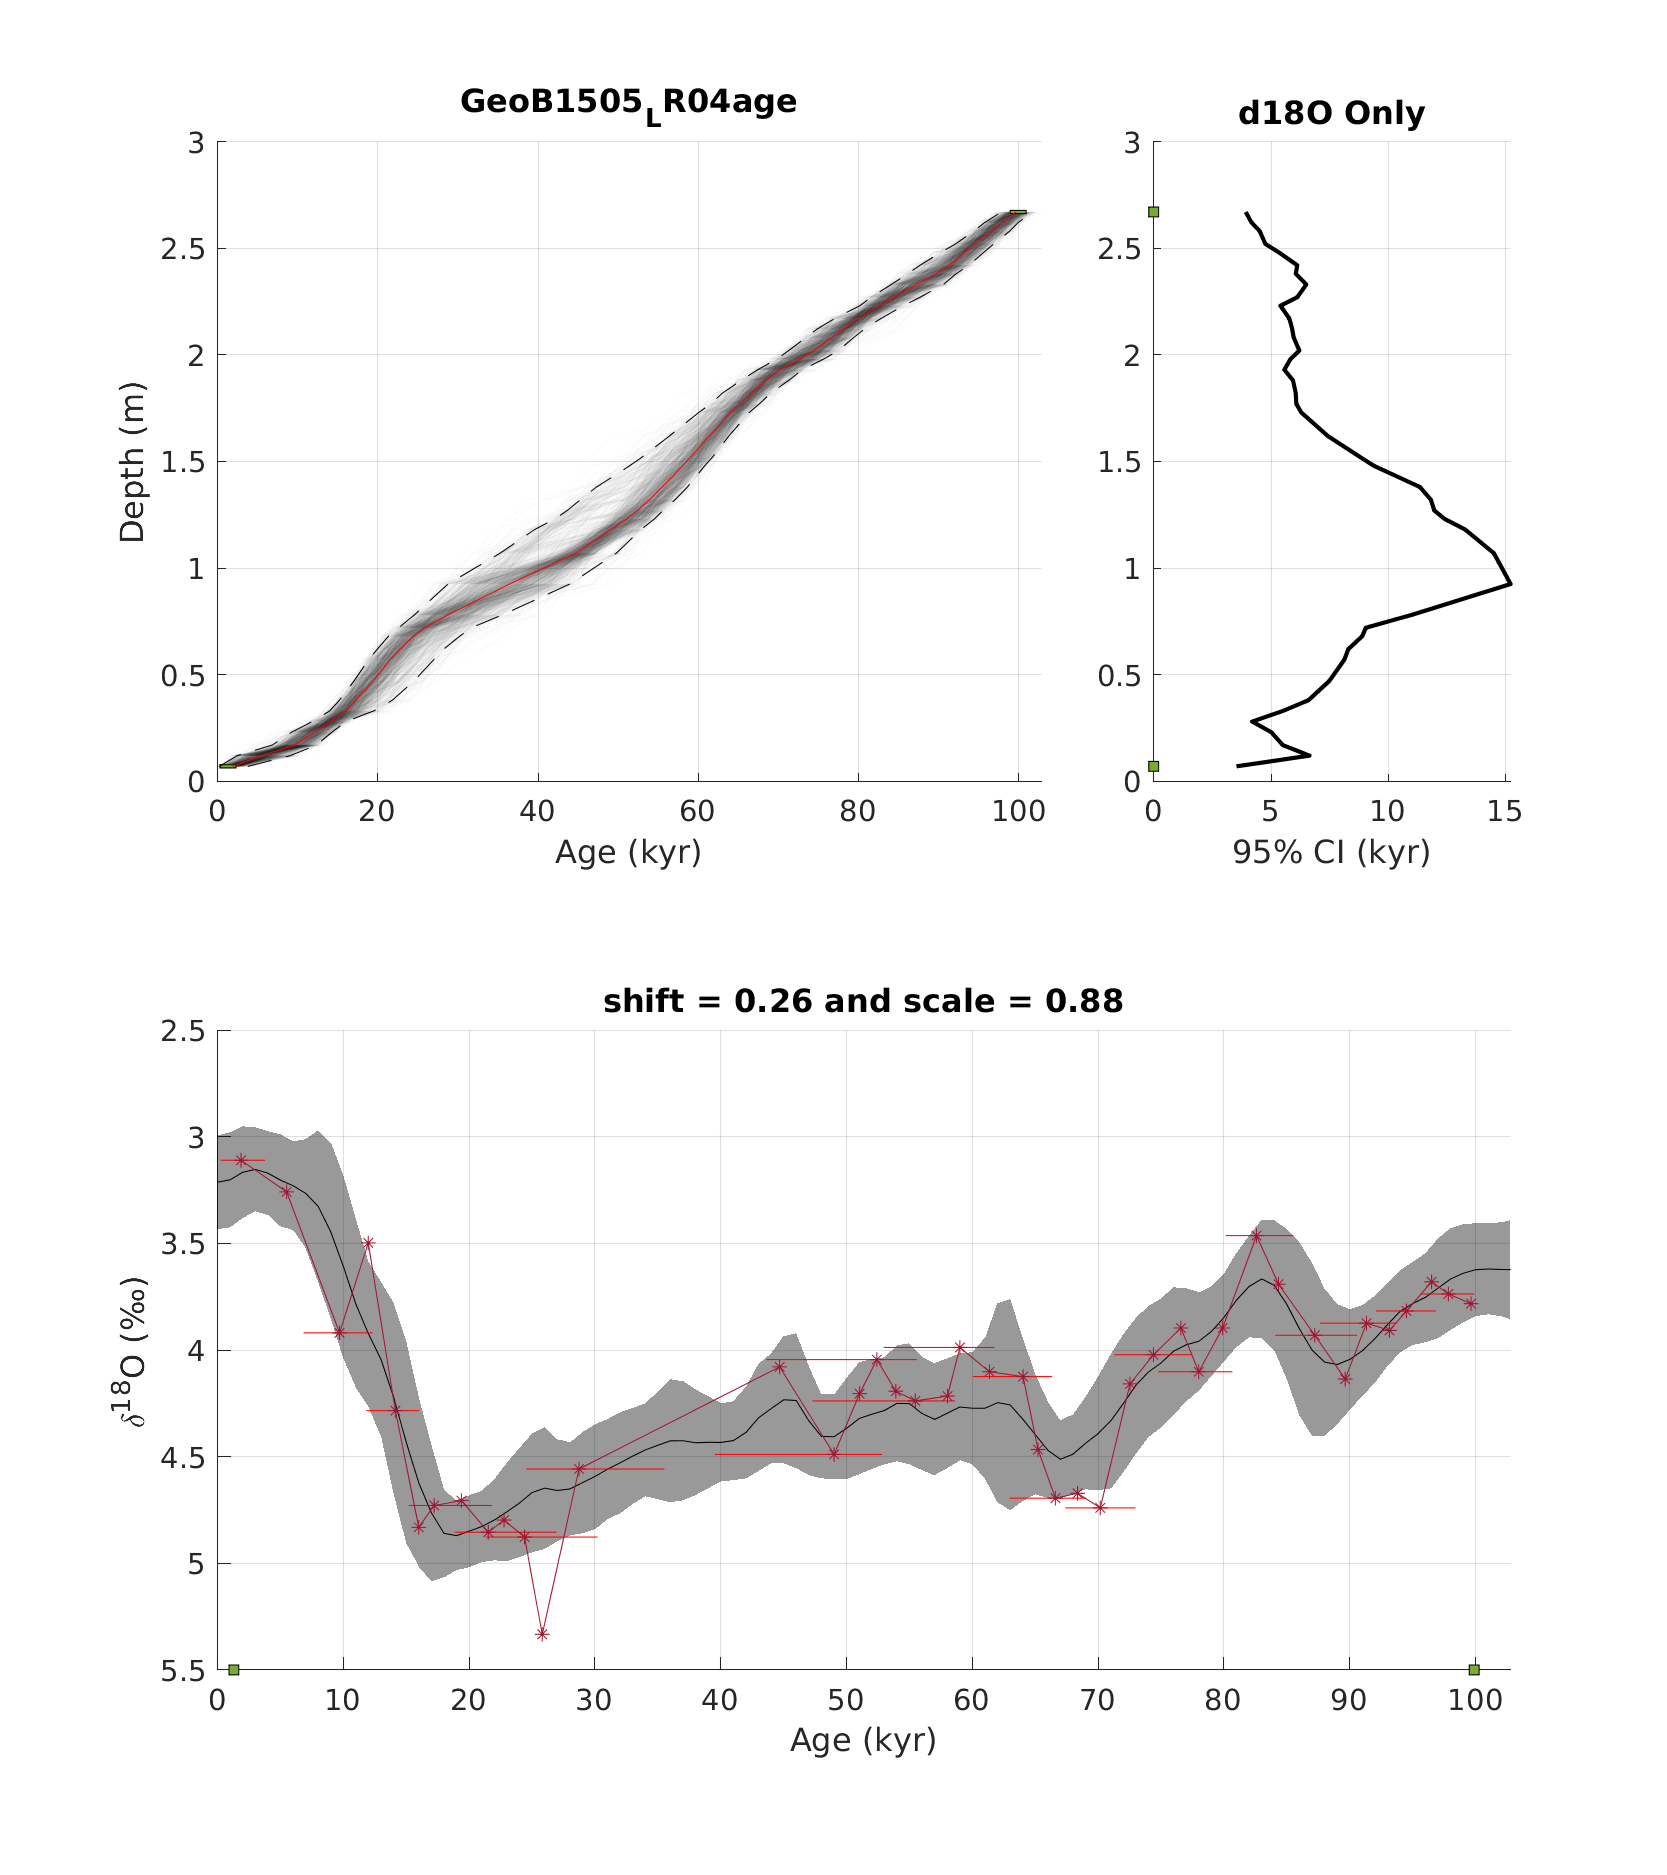 GeoB1505LR04age
d18O Only
3
2.5
2
1.5
1
0.5
0
Depth (m)
0 20 40 60 80 100
Age (kyr)
3
2.5
2
1.5
1
0.5
0
0 5 10 15
95% CI (kyr)
shift = 0.26 and scale = 0.88
2.5
3
3.5
4
4.5
5
5.5
δ18O (‰)
0 10 20 30 40 50 60 70 80 90 100
Age (kyr)